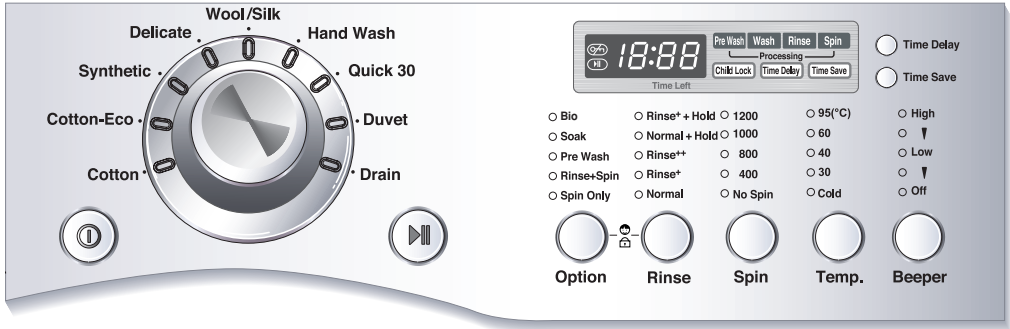 Wool/Silk
Delicate
Hand Wash
Synthetic
Quick 30
Cotton-Eco
Duvet
Cotton
Drain
18:88
Pre Wash Wash Rinse Spin
Processing
Child Lock Time Delay Time Save
Time Left
Time Delay
Time Save
Bio
Soak
Pre Wash
Rinse+Spin
Spin Only
Option
Rinse+ + Hold
Normal + Hold
Rinse++
Rinse+
Normal
Rinse
1200
1000
800
400
No Spin
Spin
95(°C)
60
40
30
Cold
Temp.
High
Low
Off
Beeper